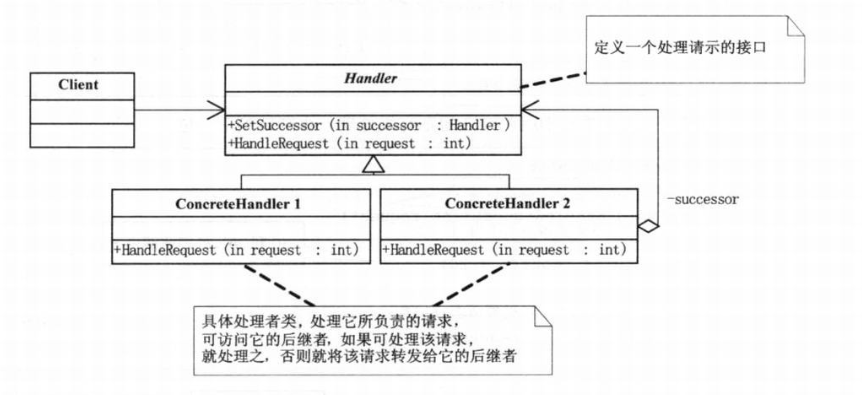 定义一个处理请示的接口
Client
Handler
+SetSuccessor (in successor : Handler)
+HandleRequest (in request : int)
ConcreteHandler 1
+HandleRequest (in request : int)
ConcreteHandler 2
+HandleRequest (in request : int)
-successor
具体处理者类，处理它所负责的请求，
可访问它的后继者，如果可处理该请求，
就处理之，否则就将该请求转发给它的后继者